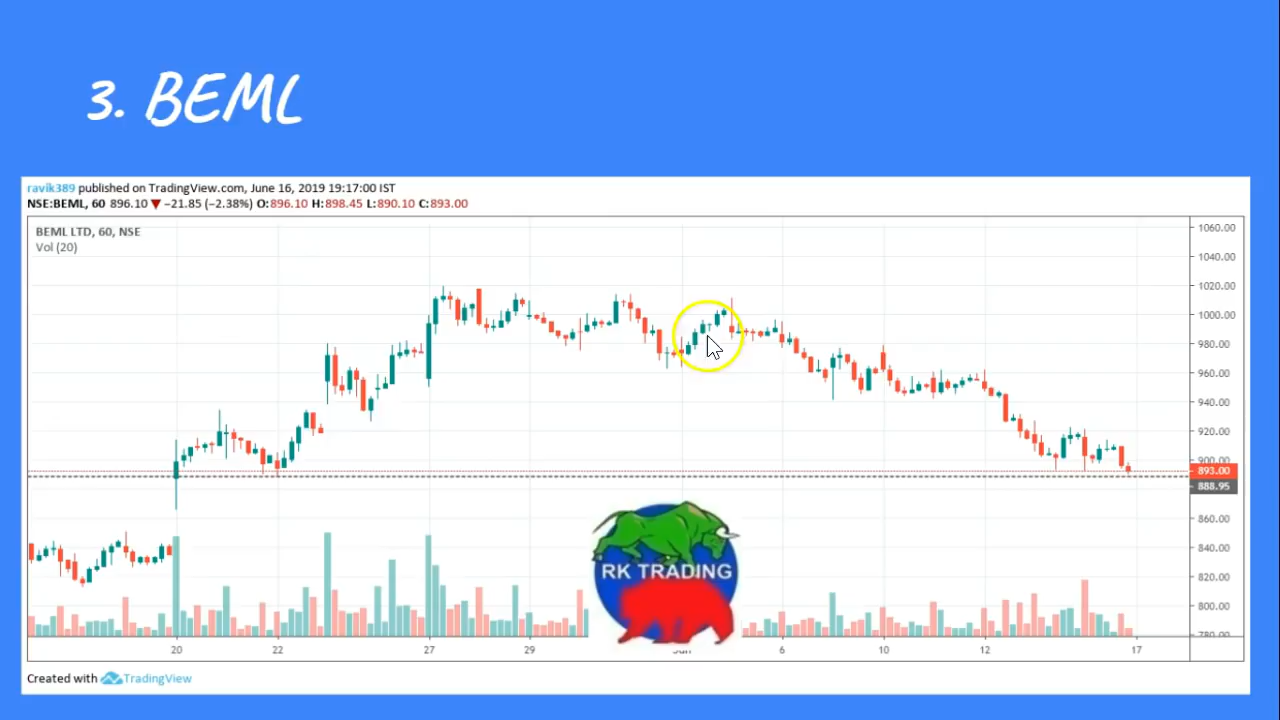 3. BEML
ravik389 published on TradingView.com, June 16, 2019 19:17:00 IST
NSE:BEML, 60 896.10 ▼ −21.85 (−2.38%) O:896.10 H:898.45 L:890.10 C:893.00
BEML LTD, 60, NSE
Vol (20)
1060.00
1040.00
1020.00
1000.00
980.00
960.00
940.00
920.00
900.00
893.00
888.95
860.00
840.00
820.00
800.00
780.00
RK TRADING
20 22 27 29 Jun 6 10 12 17
Created with TradingView